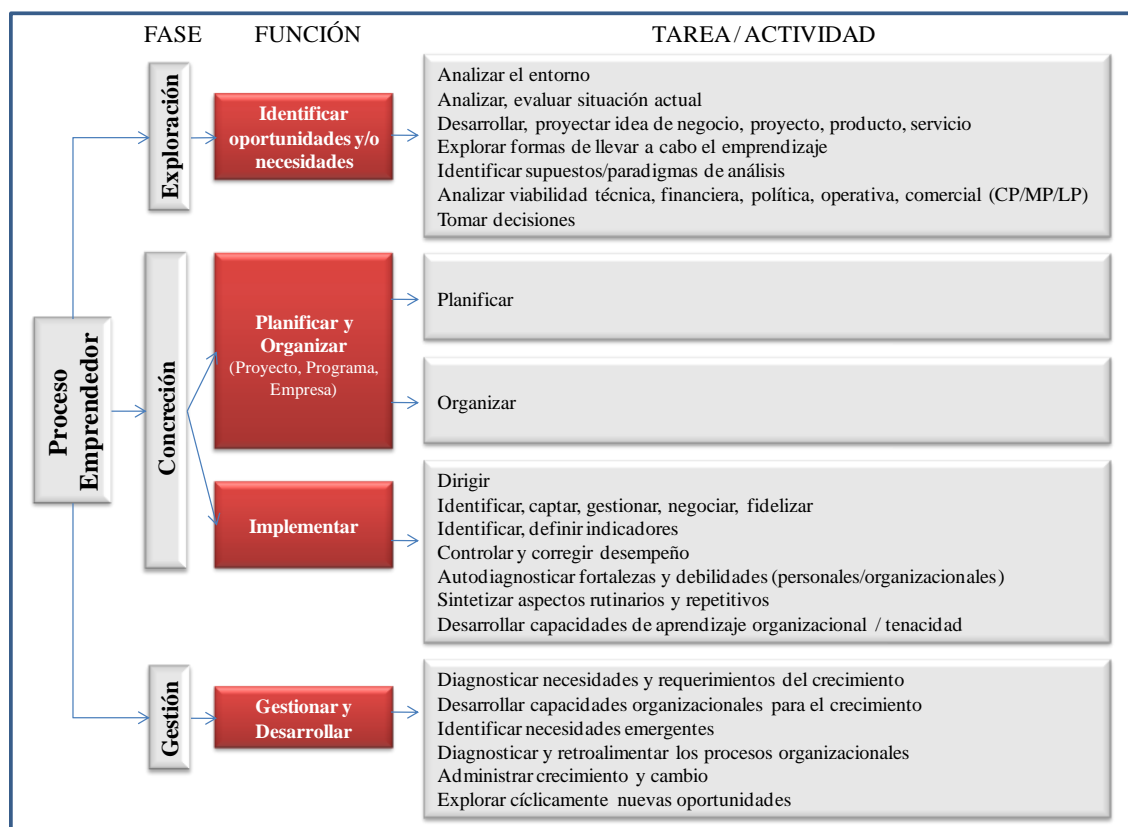 FASE FUNCIÓN TAREA / ACTIVIDAD
Proceso
Emprendedor
Exploración
Identificar
oportunidades y/o
necesidades
Analizar el entorno
Analizar, evaluar situación actual
Desarrollar, proyectar idea de negocio, proyecto, producto, servicio
Explorar formas de llevar a cabo el emprendizaje
Identificar supuestos/paradigmas de análisis
Analizar viabilidad técnica, financiera, política, operativa, comercial (CP/MP/LP)
Tomar decisiones
Concreción
Planificar y
Organizar
(Proyecto, Programa,
Empresa)
Planificar
Organizar
Implementar
Dirigir
Identificar, captar, gestionar, negociar, fidelizar
Identificar, definir indicadores
Controlar y corregir desempeño
Autodiagnosticar fortalezas y debilidades (personales/organizacionales)
Sintetizar aspectos rutinarios y repetitivos
Desarrollar capacidades de aprendizaje organizacional / tenacidad
Gestión
Gestionar y
Desarrollar
Diagnosticar necesidades y requerimientos del crecimiento
Desarrollar capacidades organizacionales para el crecimiento
Identificar necesidades emergentes
Diagnosticar y retroalimentar los procesos organizacionales
Administrar crecimiento y cambio
Explorar cíclicamente nuevas oportunidades